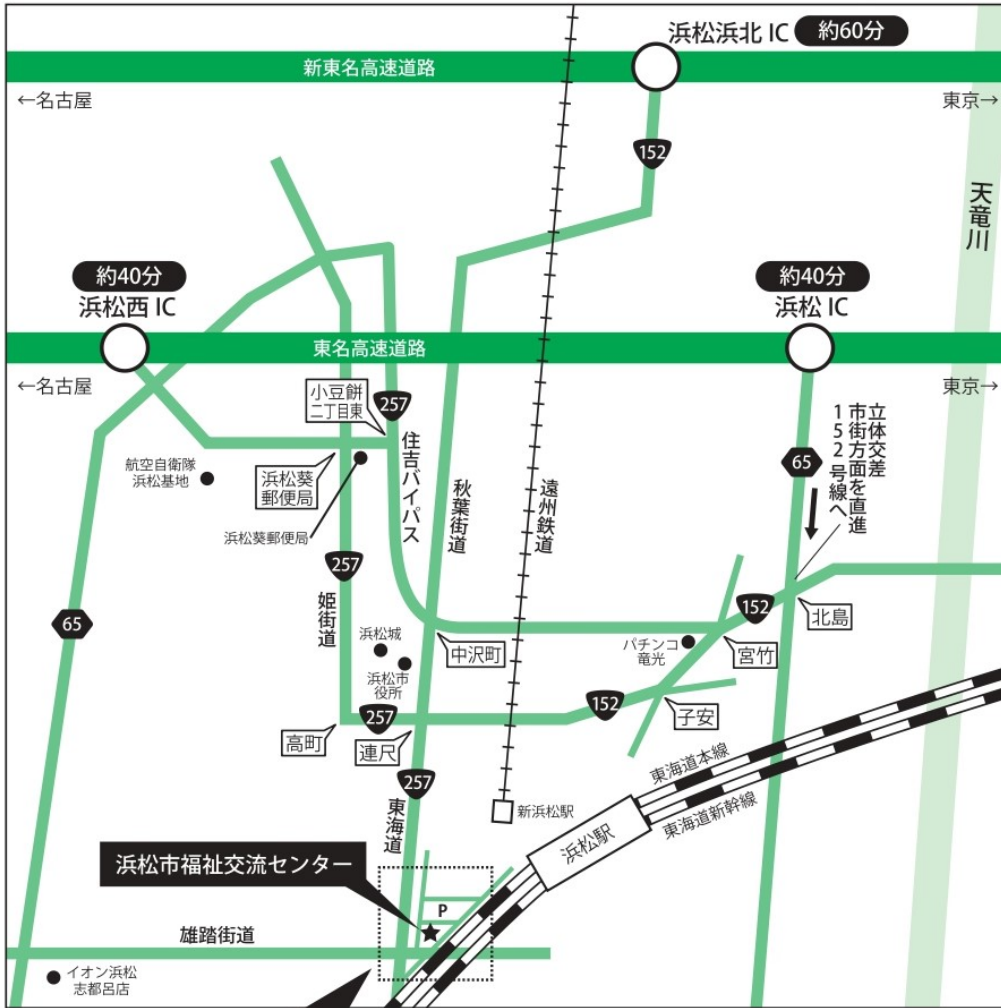 浜松浜北 IC 約60分
新東名高速道路
←名古屋
東京→
152
天竜川
約40分
浜松西 IC
約40分
浜松 IC
東名高速道路
←名古屋
東京→
小豆餅
二丁目東
257
住吉バイパス
秋葉街道
遠州鉄道
立体交差
市街方面を直進
152号線へ
65
航空自衛隊
浜松基地
浜松葵
郵便局
浜松葵郵便局
257
姫街道
65
152
北島
浜松城
浜松市
役所
中沢町
パチンコ
竜光
宮竹
152
子安
高町
257
連尺
257
東海道
新浜松駅
東海道本線
東海道新幹線
浜松駅
浜松市福祉交流センター
P
雄踏街道
イオン浜松
志都呂店